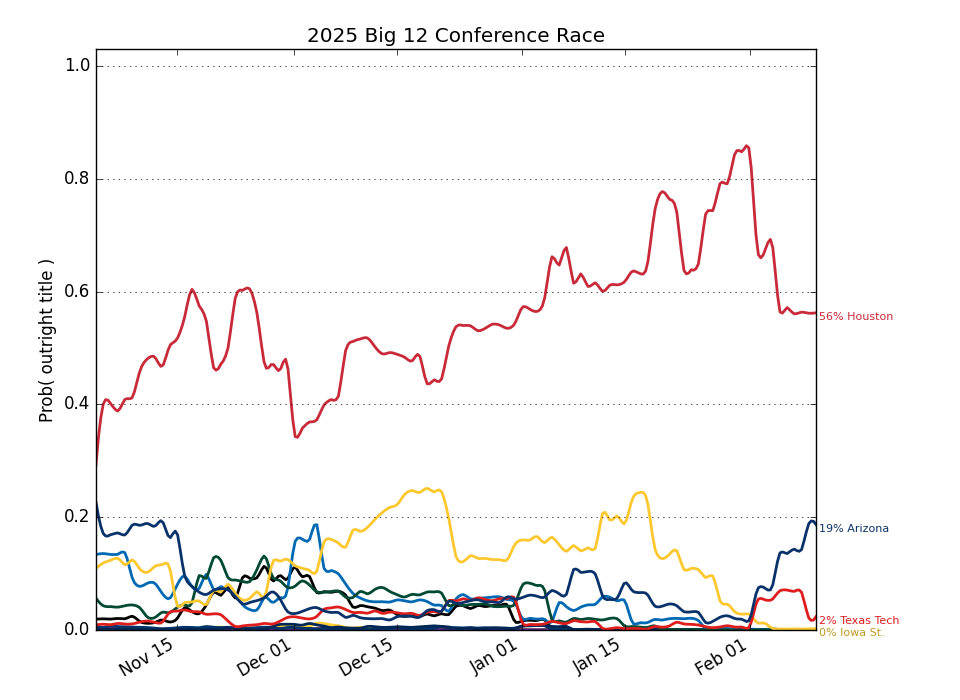 2025 Big 12 Conference Race
1.0
0.8
0.6
0.4
0.2
0.0
Prob( outright title )
56% Houston
19% Arizona
2% Texas Tech
0% Iowa St.
Nov 15
Dec 01
Dec 15
Jan 01
Jan 15
Feb 01